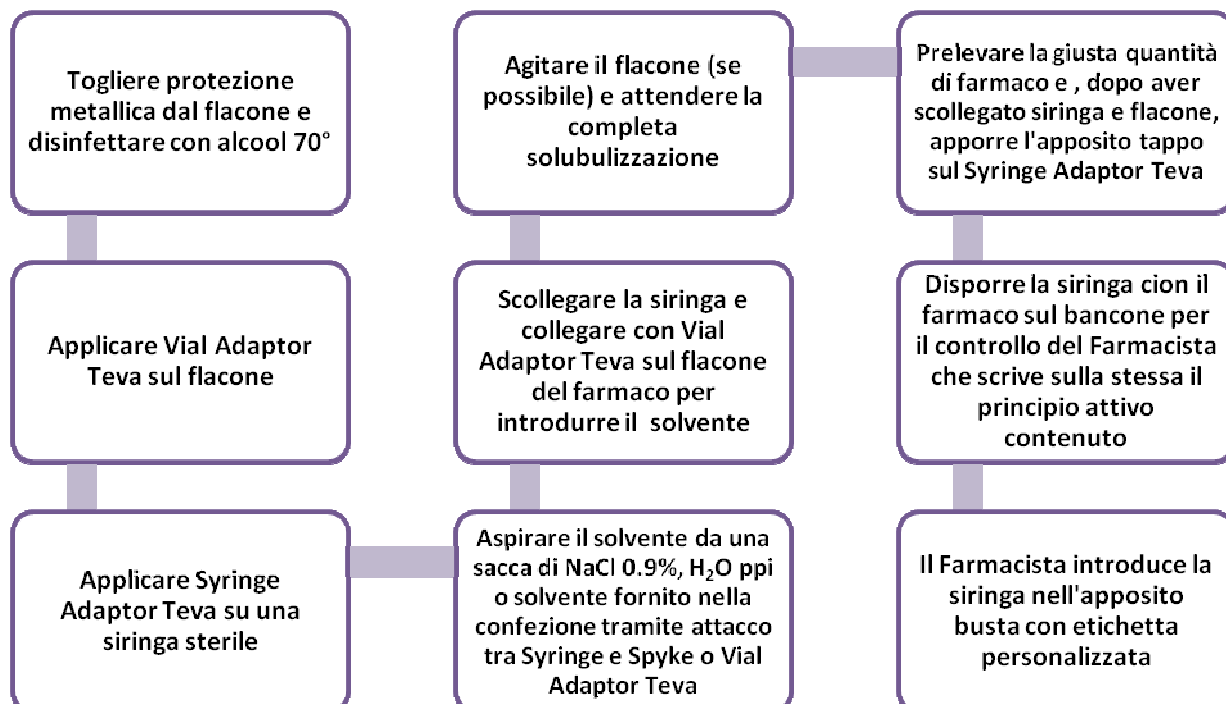 Togliere protezione
metallica dal flacone e
disinfettare con alcool 70°
Applicare Vial Adaptor
Teva sul flacone
Applicare Syringe
Adaptor Teva su una
siringa sterile
Aspirare il solvente da una
sacca di NaCl 0.9%, H₂O ppi
o solvente fornito nella
confezione tramite attacco
tra Syringe e Spyke o Vial
Adaptor Teva
Scollegare la siringa e
collegare con Vial
Adaptor Teva sul flacone
del farmaco per
introdurre il solvente
Agitare il flacone (se
possibile) e attendere la
completa
solubulizzazione
Prelevare la giusta quantità
di farmaco e , dopo aver
scollegato siringa e flacone,
apporre l'apposito tappo
sul Syringe Adaptor Teva
Disporre la siringa cion il
farmaco sul bancone per
il controllo del Farmacista
che scrive sulla stessa il
principio attivo
contenuto
Il Farmacista introduce la
siringa nell'apposito
busta con etichetta
personalizzata